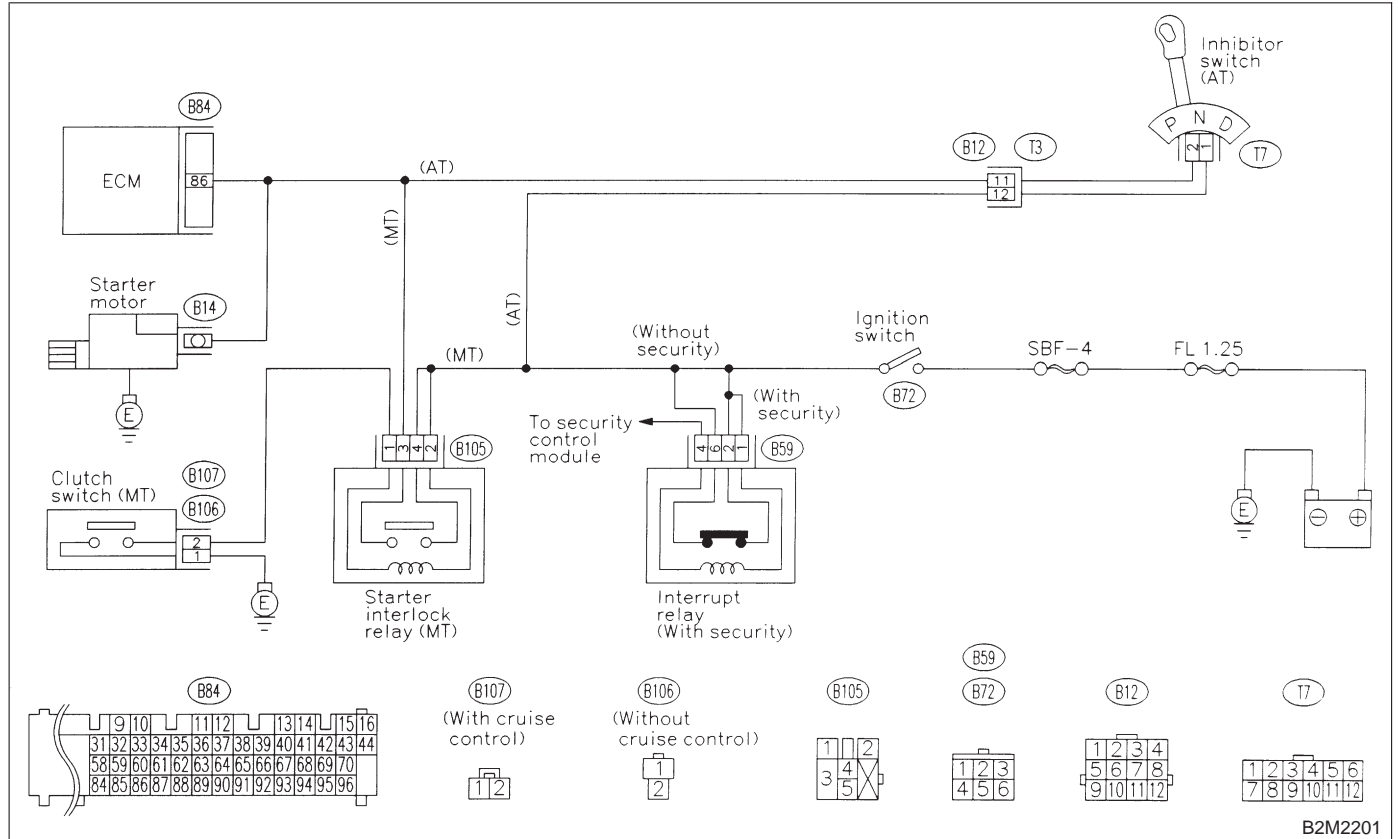 Inhibitor
switch
(AT)
P N D
2 1
T7
B84
ECM
86
(AT)
B12
T3
11
12
(MT)
(AT)
Starter
motor
B14
E
(Without
security)
Ignition
switch
SBF-4
FL 1.25
(MT)
B72
(With
security)
To security
control
module
1 3 4 2
B105
4 6 2 1
B59
Clutch
switch (MT)
B107
B106
2
1
E
E
⊖ ⊕
Starter
interlock
relay (MT)
Interrupt
relay
(With security)
B84
9 10 11 12 13 14 15 16
31 32 33 34 35 36 37 38 39 40 41 42 43 44
58 59 60 61 62 63 64 65 66 67 68 69 70
84 85 86 87 88 89 90 91 92 93 94 95 96
B107
(With cruise
control)
1 2
B106
(Without
cruise control)
1
2
B105
1 2
3 4
5
B59
B72
1 2 3
4 5 6
B12
1 2 3 4
5 6 7 8
9 10 11 12
T7
1 2 3 4 5 6
7 8 9 10 11 12
B2M2201